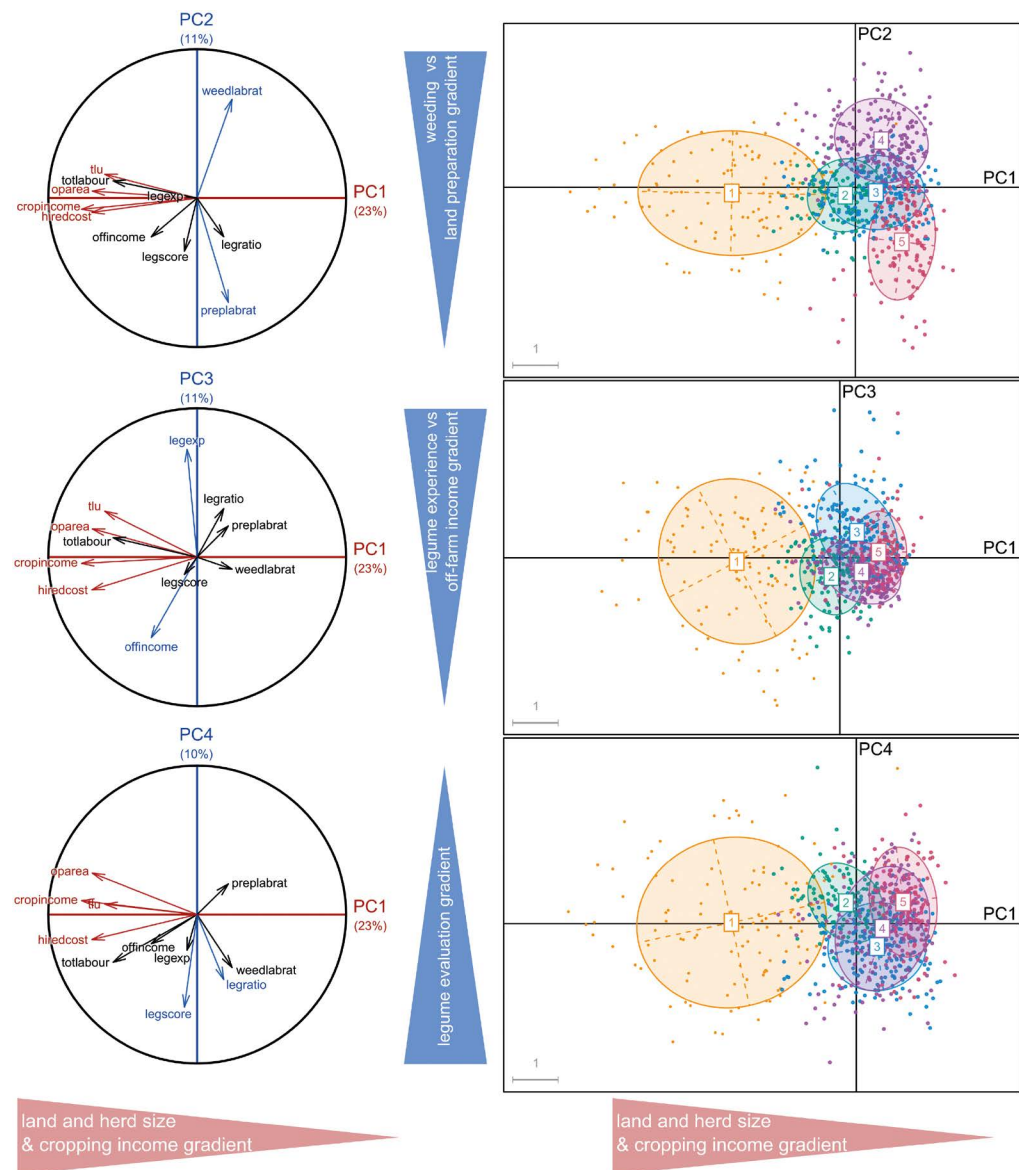 PC2
(11%)
weedlabrat
tlu
totlabour
oparea
legexp
cropincome
hiredcost
offincome
legscore
legratio
preplabrat
PC1
(23%)
weeding vs
land preparation gradient
PC2
PC1
1
2
3
4
5
1
PC3
(11%)
legexp
legratio
tlu
preplabrat
oparea
totlabour
cropincome
legscore
weedlabrat
hiredcost
offincome
PC1
(23%)
legume experience vs
off-farm income gradient
PC3
PC1
1
2
3
4
5
1
PC4
(10%)
oparea
preplabrat
cropincome
tlu
hiredcost
offincome
legexp
totlabour
weedlabrat
legratio
legscore
PC1
(23%)
legume evaluation gradient
PC4
PC1
1
2
3
4
5
1
land and herd size
& cropping income gradient
land and herd size
& cropping income gradient